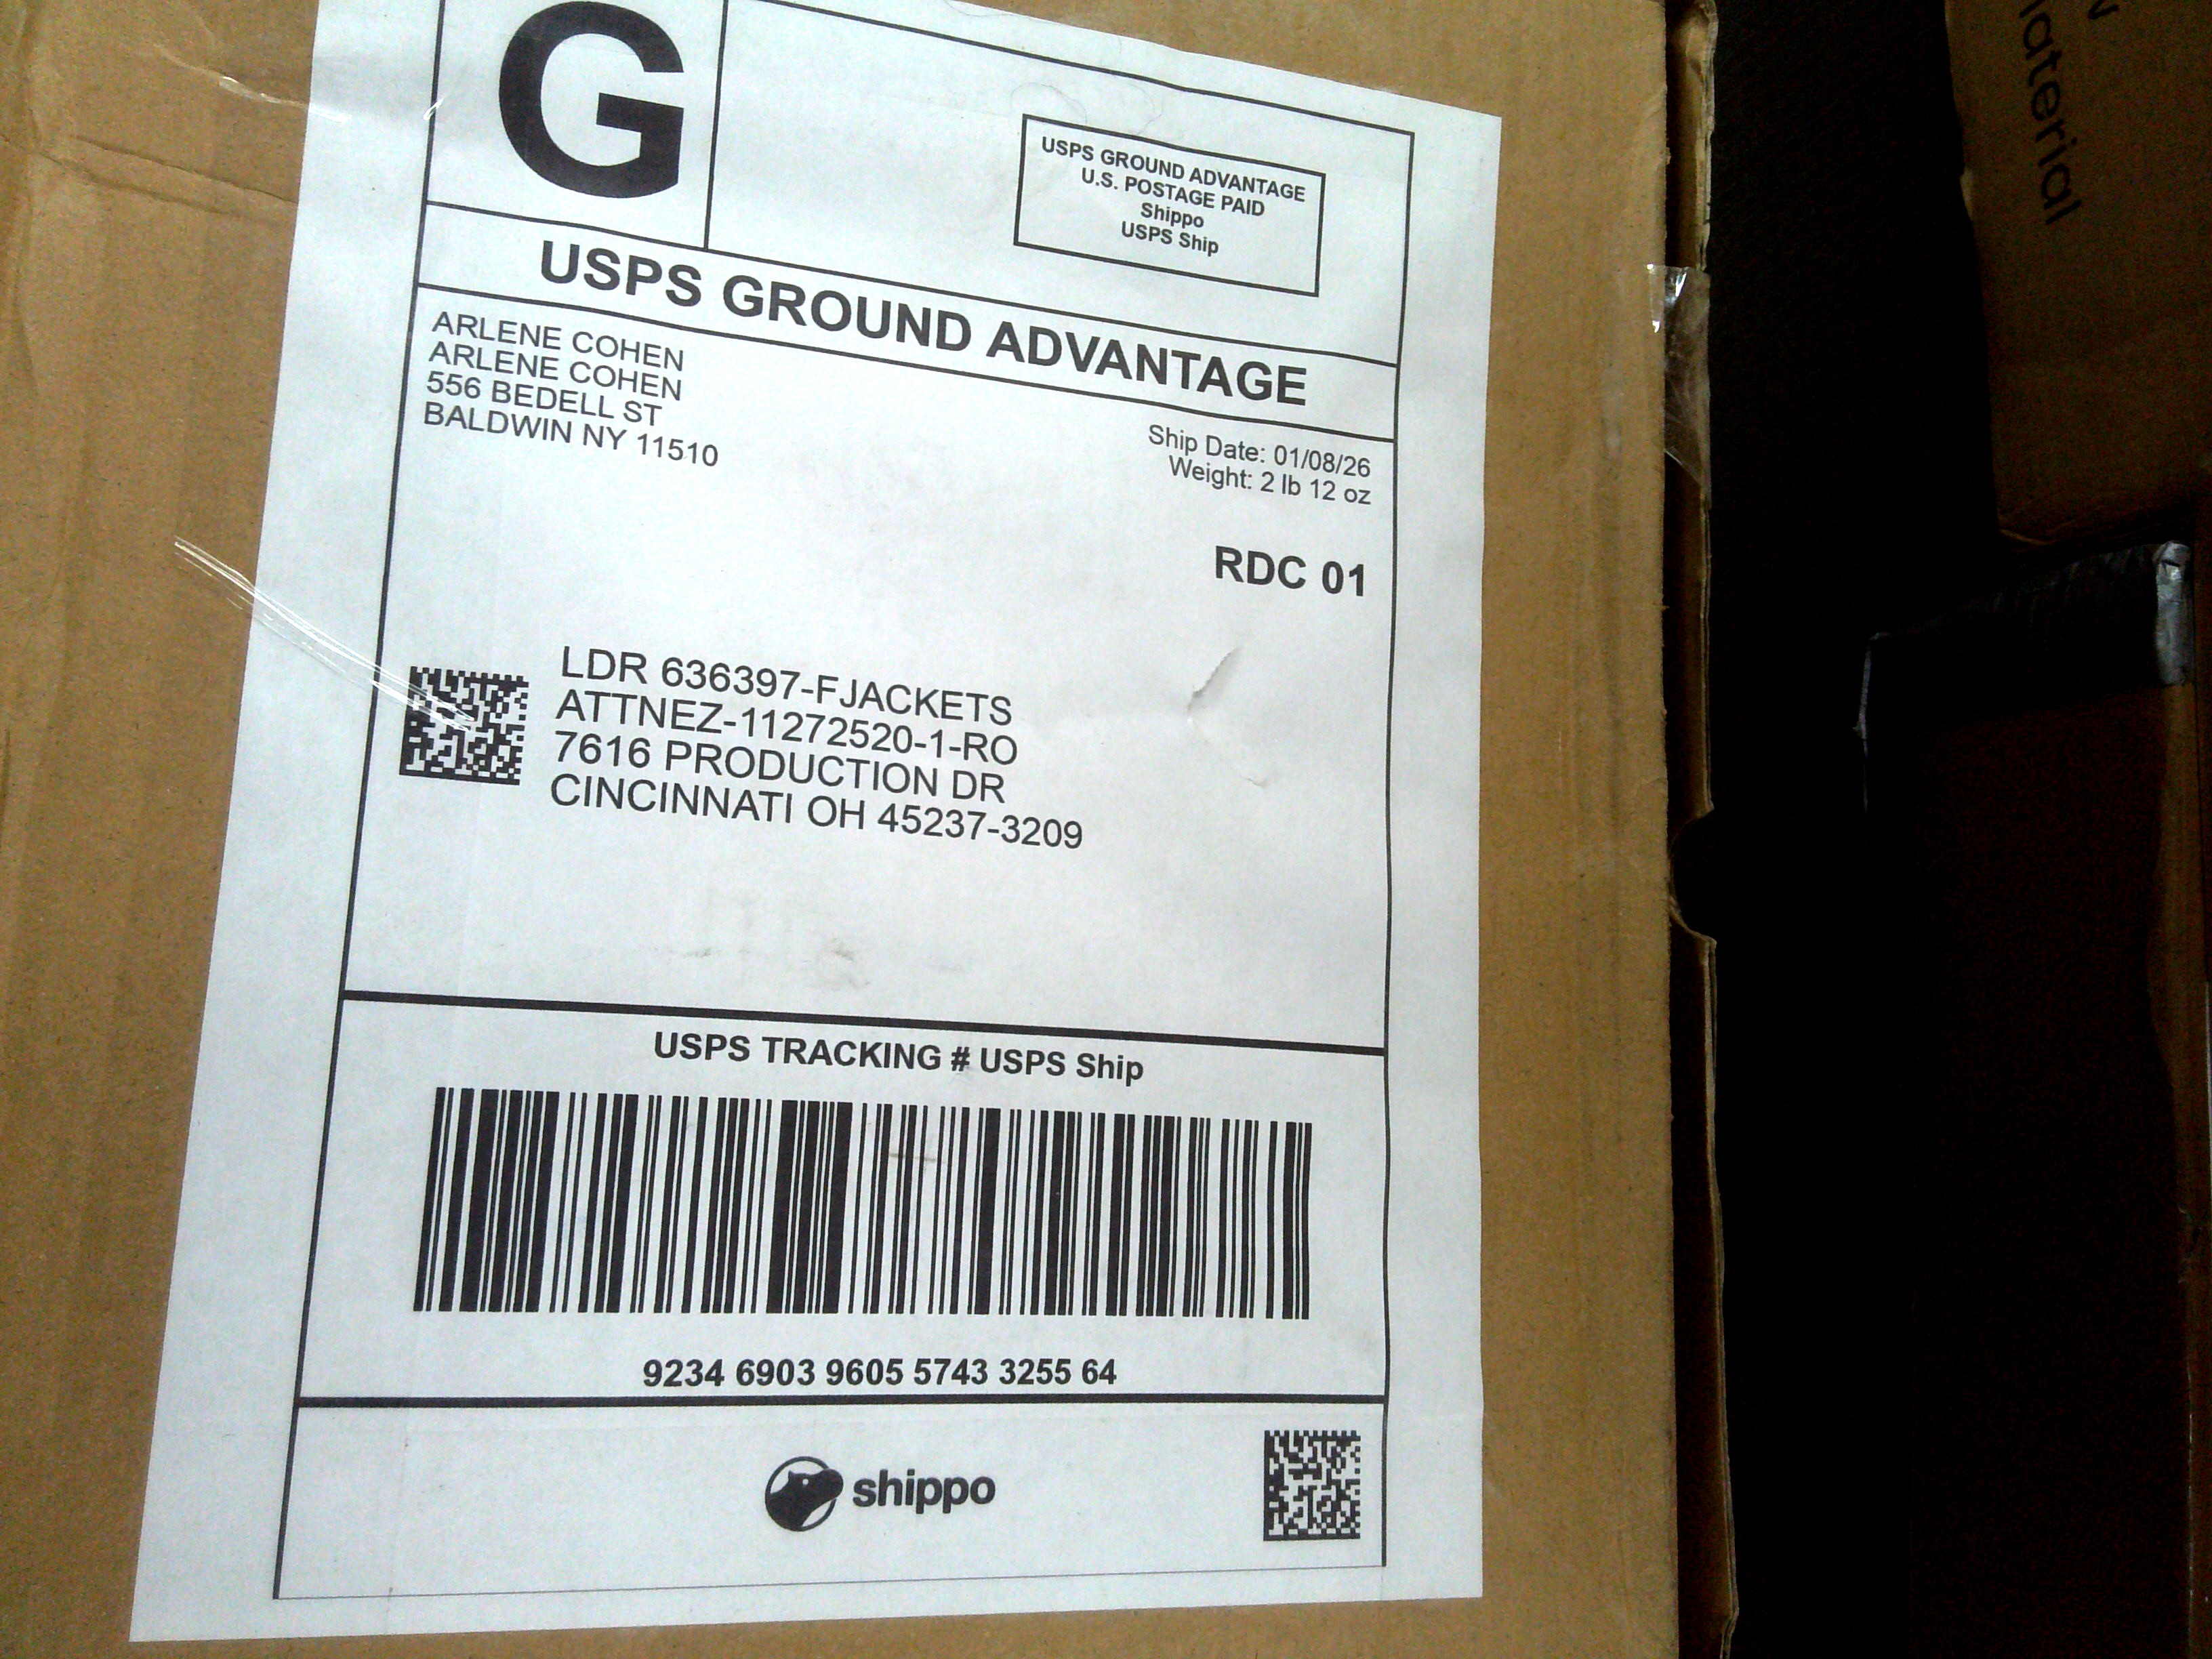 G
USPS GROUND ADVANTAGE
U.S. POSTAGE PAID
Shippo
USPS Ship
USPS GROUND ADVANTAGE
ARLENE COHEN
ARLENE COHEN
556 BEDELL ST
BALDWIN NY 11510
Ship Date: 01/08/26
Weight: 2 lb 12 oz
RDC 01
LDR 636397-FJACKETS
ATTNEZ-11272520-1-RO
7616 PRODUCTION DR
CINCINNATI OH 45237-3209
USPS TRACKING # USPS Ship
9234 6903 9605 5743 3255 64
shippo